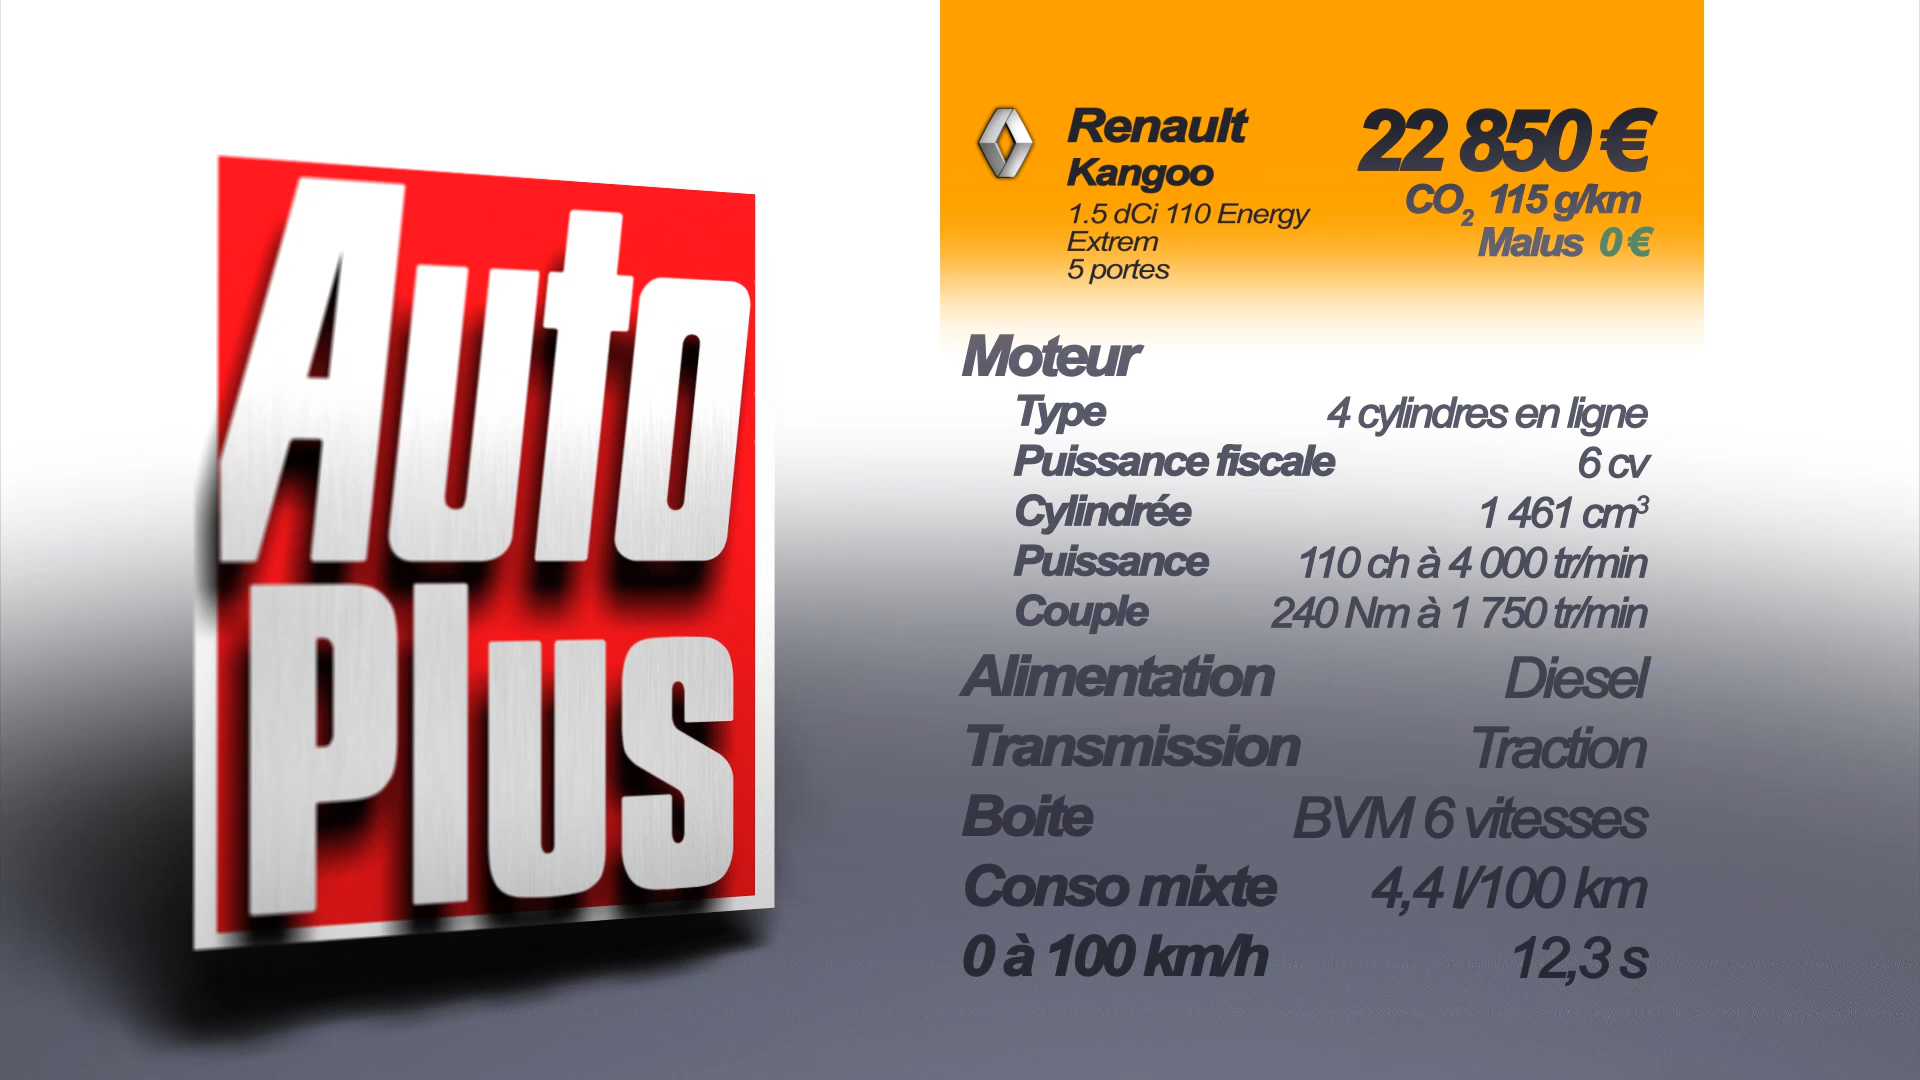 Auto
Plus
Renault
Kangoo
1.5 dCi 110 Energy
Extrem
5 portes
22 850 €
CO₂ 115 g/km
Malus 0 €
Moteur
Type 4 cylindres en ligne
Puissance fiscale 6 cv
Cylindrée 1 461 cm³
Puissance 110 ch à 4 000 tr/min
Couple 240 Nm à 1 750 tr/min
Alimentation Diesel
Transmission Traction
Boite BVM 6 vitesses
Conso mixte 4,4 l/100 km
0 à 100 km/h 12,3 s